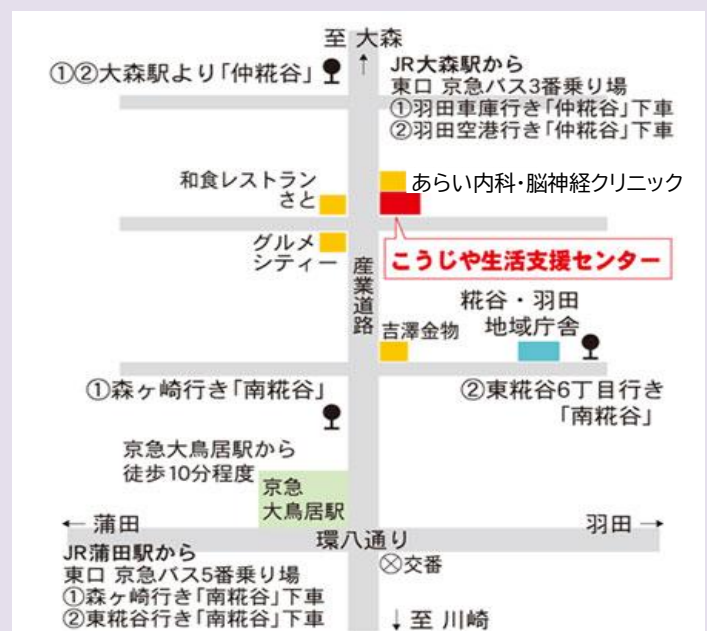 至 大森
①②大森駅より「仲糀谷」
↑
JR大森駅から
東口 京急バス3番乗り場
①羽田車庫行き「仲糀谷」下車
②羽田空港行き「仲糀谷」下車
和食レストラン
さと
あらい内科・脳神経クリニック
グルメ
シティー
こうじや生活支援センター
産業道路
糀谷・羽田
地域庁舎
吉澤金物
①森ヶ崎行き「南糀谷」
②東糀谷6丁目行き
「南糀谷」
京急大鳥居駅から
徒歩10分程度
京急
大鳥居駅
←蒲田
羽田→
環八通り
JR蒲田駅から
東口 京急バス5番乗り場
①森ヶ崎行き「南糀谷」下車
②東糀谷行き「南糀谷」下車
交番
↓至 川崎